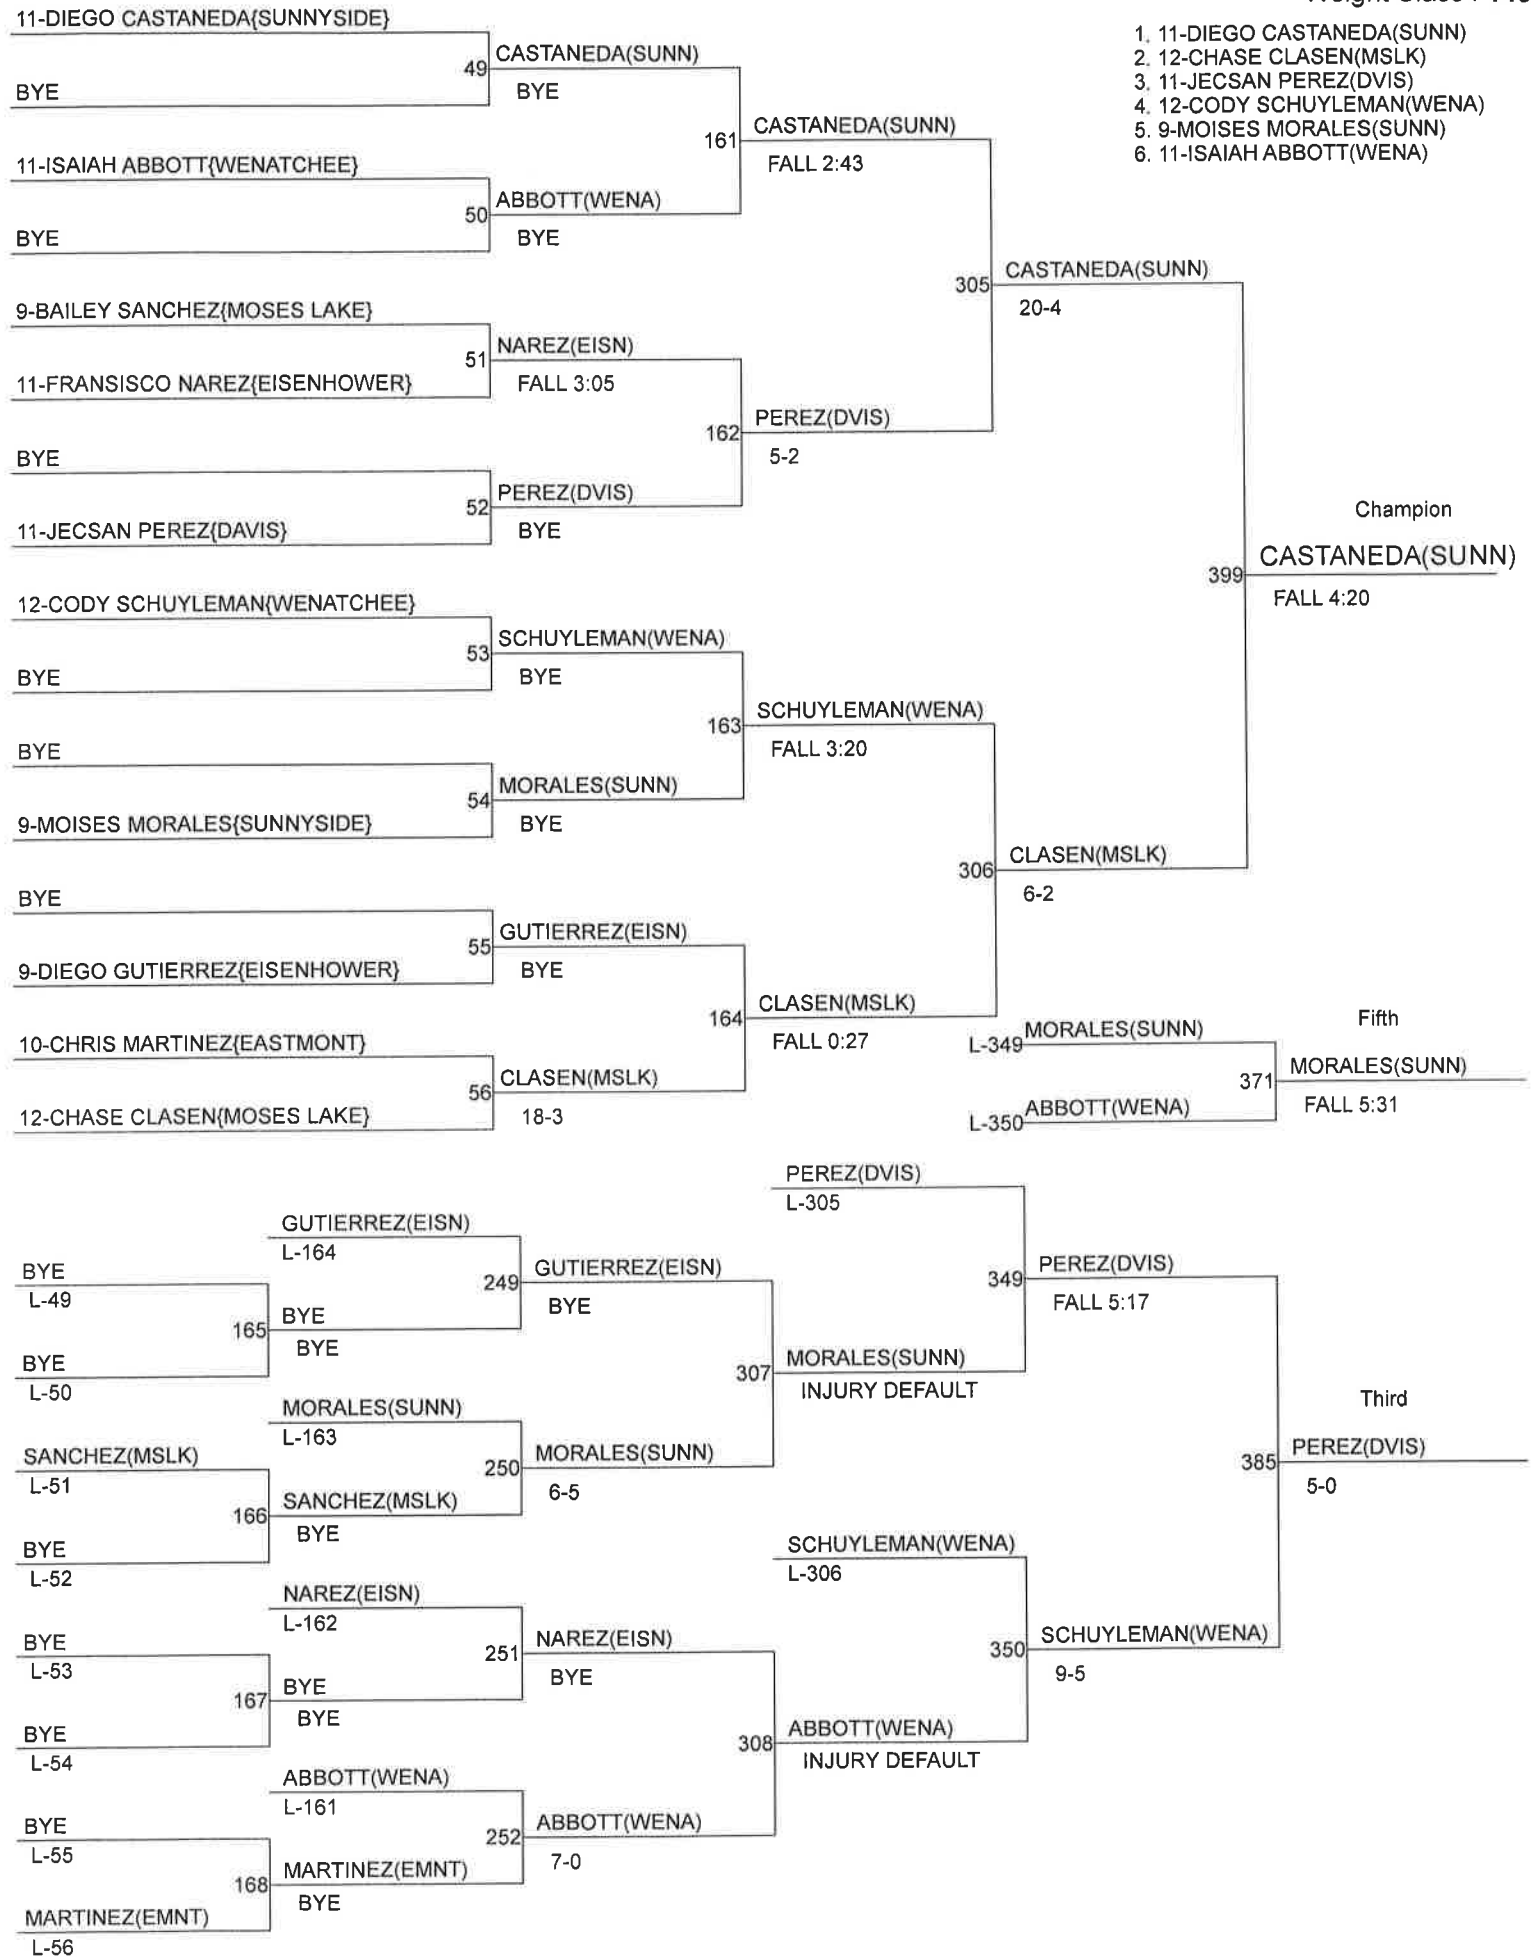 1. 11-DIEGO CASTANEDA(SUNN)
2. 12-CHASE CLASEN(MSLK)
3. 11-JECSAN PEREZ(DVIS)
4. 12-CODY SCHUYLEMAN(WENA)
5. 9-MOISES MORALES(SUNN)
6. 11-ISAIAH ABBOTT(WENA)
11-DIEGO CASTANEDA{SUNNYSIDE}
49 CASTANEDA(SUNN)
BYE
BYE
161 CASTANEDA(SUNN)
FALL 2:43
11-ISAIAH ABBOTT{WENATCHEE}
50 ABBOTT(WENA)
BYE
BYE
305 CASTANEDA(SUNN)
20-4
9-BAILEY SANCHEZ{MOSES LAKE}
51 NAREZ(EISN)
11-FRANSISCO NAREZ{EISENHOWER}
FALL 3:05
162 PEREZ(DVIS)
5-2
BYE
52 PEREZ(DVIS)
11-JECSAN PEREZ{DAVIS}
BYE
Champion
399 CASTANEDA(SUNN)
FALL 4:20
12-CODY SCHUYLEMAN{WENATCHEE}
53 SCHUYLEMAN(WENA)
BYE
BYE
163 SCHUYLEMAN(WENA)
FALL 3:20
BYE
54 MORALES(SUNN)
9-MOISES MORALES{SUNNYSIDE}
BYE
306 CLASEN(MSLK)
6-2
BYE
55 GUTIERREZ(EISN)
9-DIEGO GUTIERREZ{EISENHOWER}
BYE
164 CLASEN(MSLK)
FALL 0:27
10-CHRIS MARTINEZ{EASTMONT}
56 CLASEN(MSLK)
12-CHASE CLASEN{MOSES LAKE}
18-3
Fifth
L-349 MORALES(SUNN)
371 MORALES(SUNN)
FALL 5:31
L-350 ABBOTT(WENA)
PEREZ(DVIS)
L-305
GUTIERREZ(EISN)
L-164
249 GUTIERREZ(EISN)
BYE
BYE
L-49
165 BYE
BYE
BYE
L-50
349 PEREZ(DVIS)
FALL 5:17
307 MORALES(SUNN)
INJURY DEFAULT
MORALES(SUNN)
L-163
250 MORALES(SUNN)
6-5
SANCHEZ(MSLK)
L-51
166 SANCHEZ(MSLK)
BYE
BYE
L-52
Third
385 PEREZ(DVIS)
5-0
SCHUYLEMAN(WENA)
L-306
NAREZ(EISN)
L-162
251 NAREZ(EISN)
BYE
BYE
L-53
167 BYE
BYE
BYE
L-54
350 SCHUYLEMAN(WENA)
9-5
308 ABBOTT(WENA)
INJURY DEFAULT
ABBOTT(WENA)
L-161
252 ABBOTT(WENA)
7-0
BYE
L-55
168 MARTINEZ(EMNT)
BYE
MARTINEZ(EMNT)
L-56